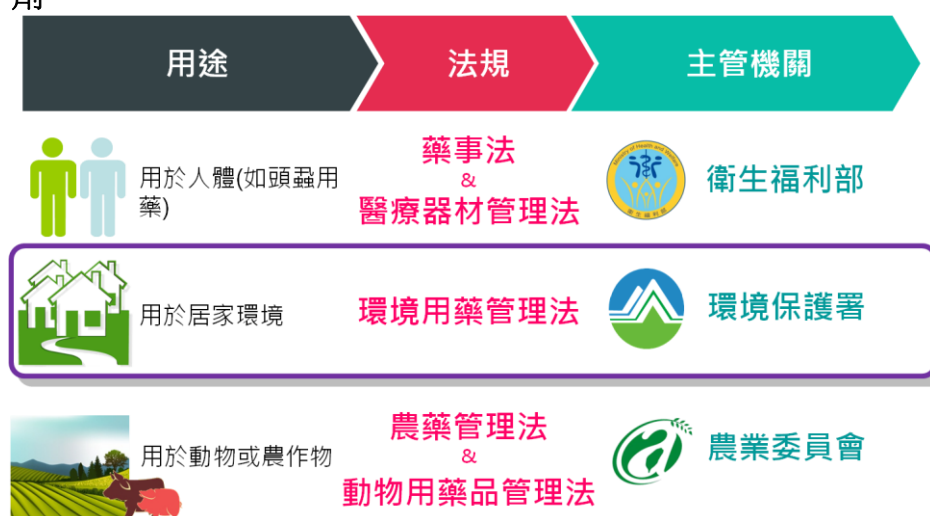 劑
用途
法規
主管機關
用於人體(如頭蝨用
藥)
藥事法
&
醫療器材管理法
衛生福利部
用於居家環境
環境用藥管理法
環境保護署
用於動物或農作物
農藥管理法
&
動物用藥品管理法
農業委員會